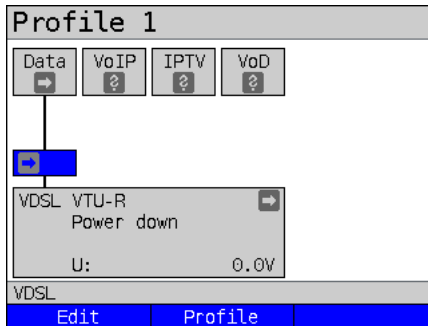 Profile 1
Data VoIP IPTV VoD
VDSL VTU-R
Power down
U: 0.0V
VDSL
Edit Profile